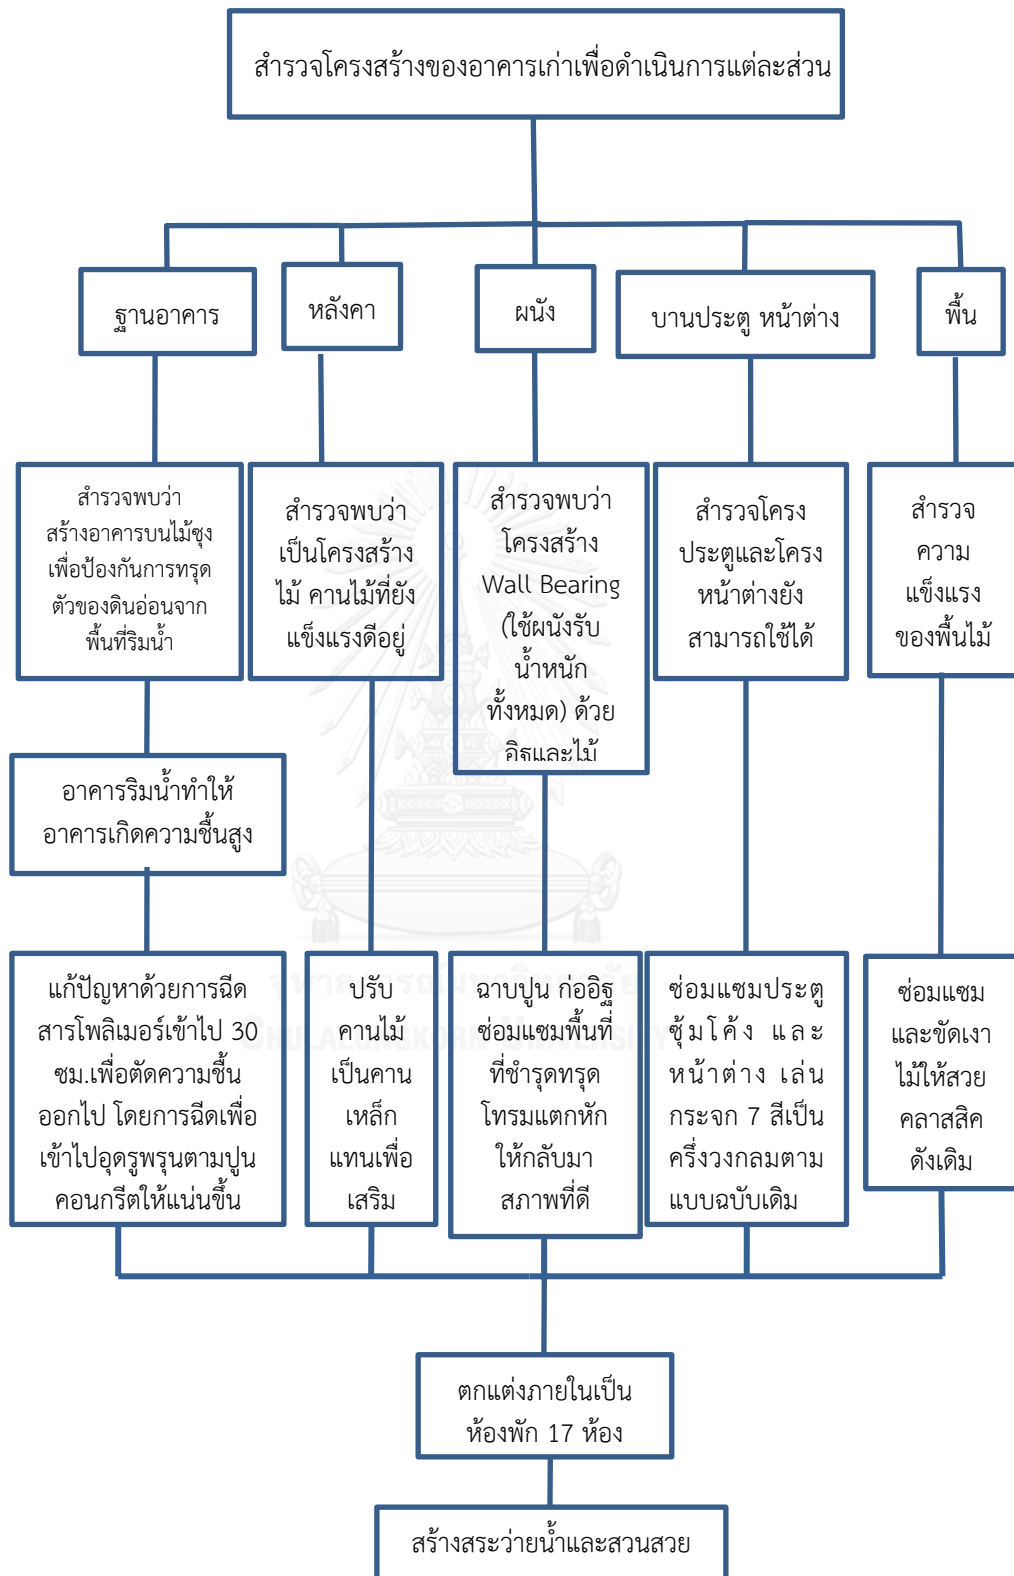 สำรวจโครงสร้างของอาคารเก่าเพื่อดำเนินการแต่ละส่วน
ฐานอาคาร
หลังคา
ผนัง
บานประตู หน้าต่าง
พื้น
สำรวจพบว่า
สร้างอาคารบนไม้ซุง
เพื่อป้องกันการทรุด
ตัวของดินอ่อนจาก
พื้นที่ริมน้ำ
สำรวจพบว่า
เป็นโครงสร้าง
ไม้ คานไม้ที่ยัง
แข็งแรงดีอยู่
สำรวจพบว่า
โครงสร้าง
Wall Bearing
(ใช้ผนังรับ
น้ำหนัก
ทั้งหมด) ด้วย
อิฐและไม้
สำรวจโครง
ประตูและโครง
หน้าต่างยัง
สามารถใช้ได้
สำรวจ
ความ
แข็งแรง
ของพื้นไม้
อาคารริมน้ำทำให้
อาคารเกิดความชื้นสูง
แก้ปัญหาด้วยการฉีด
สารโพลิเมอร์เข้าไป 30
ซม.เพื่อตัดความชื้น
ออกไป โดยการฉีดเพื่อ
เข้าไปอุดรูพรุนตามปูน
คอนกรีตให้แน่นขึ้น
ปรับ
คานไม้
เป็นคาน
เหล็ก
แทนเพื่อ
เสริม
ฉาบปูน ก่ออิฐ
ซ่อมแซมพื้นที่
ที่ชำรุดทรุด
โทรมแตกหัก
ให้กลับมา
สภาพที่ดี
ซ่อมแซมประตู
ซุ้มโค้ง และ
หน้าต่าง เล่น
กระจก 7 สีเป็น
ครึ่งวงกลมตาม
แบบฉบับเดิม
ซ่อมแซม
และขัดเงา
ไม้ให้สวย
คลาสสิค
ดังเดิม
จุฬาลงกรณ์มหาวิทยาลัย
CHULALONGKORN UNIVERSITY
ตกแต่งภายในเป็น
ห้องพัก 17 ห้อง
สร้างสระว่ายน้ำและสวนสวย